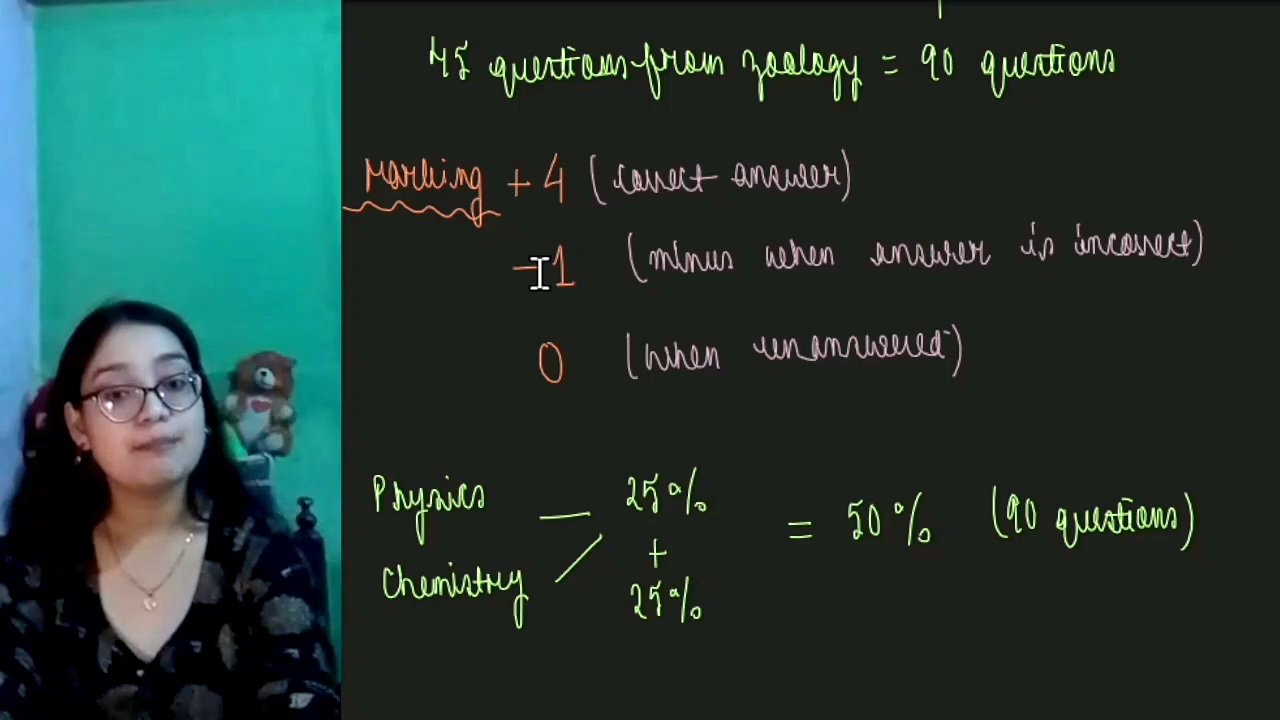 45 questions from zoology = 90 questions
Marking +4 (correct answer)
-1 (minus when answer is incorrect)
0 (when unanswered)
Physics — 25%
+
= 50% (90 questions)
Chemistry / 25%